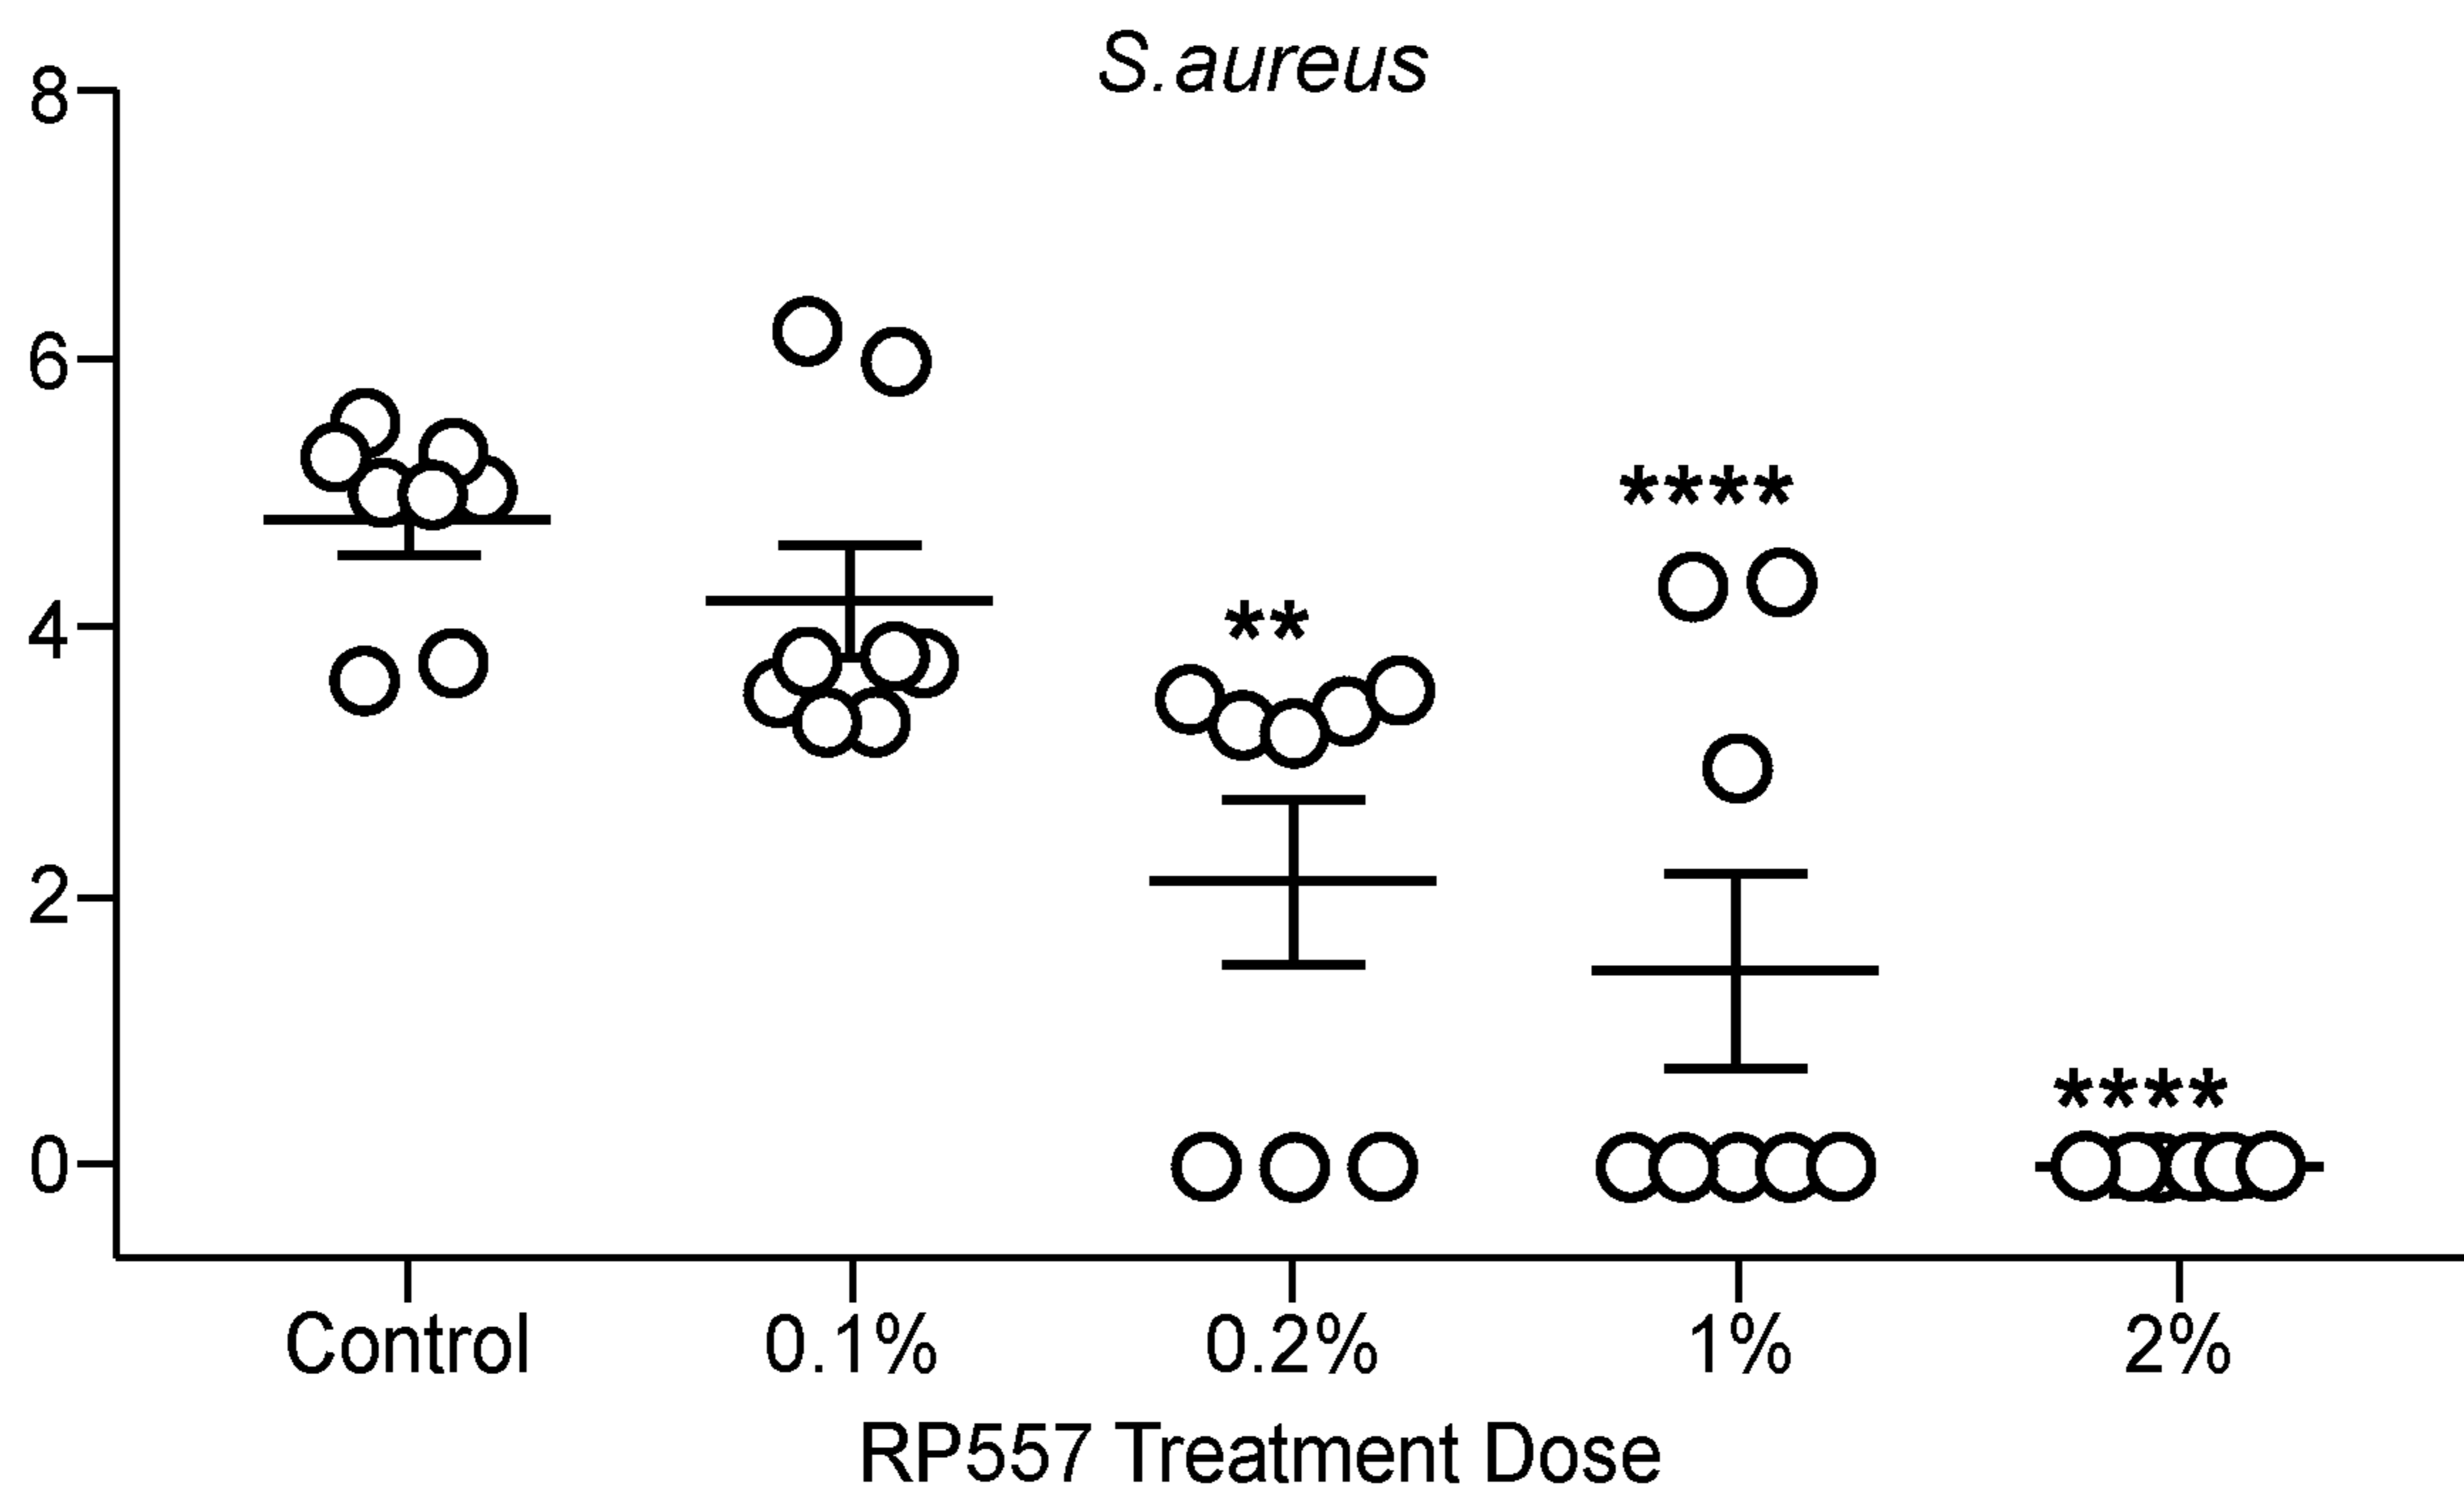 S.aureus
8
6
4
2
0
**
****
****
Control 0.1% 0.2% 1% 2%
RP557 Treatment Dose